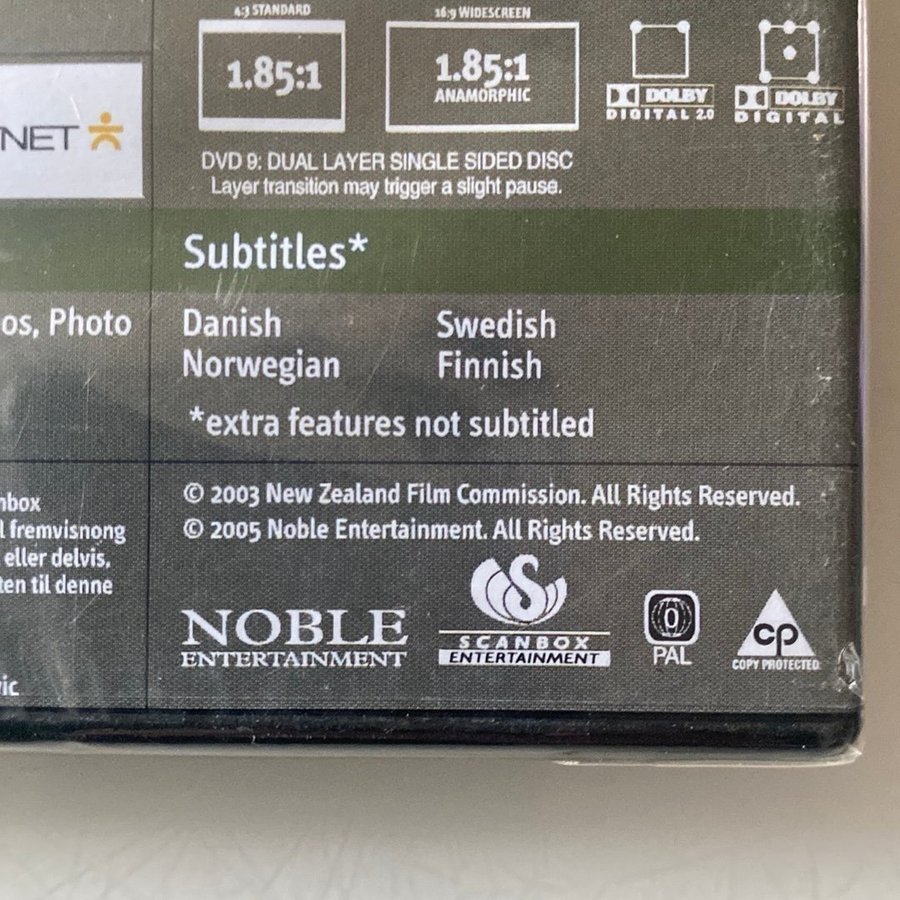 4:3 STANDARD 16:9 WIDESCREEN
1.85:1 1.85:1
ANAMORPHIC
DOLBY DOLBY
DIGITAL 2.0 DIGITAL
NET
DVD 9: DUAL LAYER SINGLE SIDED DISC
Layer transition may trigger a slight pause.
Subtitles*
os, Photo
Danish Swedish
Norwegian Finnish
*extra features not subtitled
nbox
l fremvisnong
eller delvis,
ten til denne
ic
© 2003 New Zealand Film Commission. All Rights Reserved.
© 2005 Noble Entertainment. All Rights Reserved.
NOBLE
ENTERTAINMENT
S
SCANBOX
ENTERTAINMENT
0
PAL
cp
COPY PROTECTED